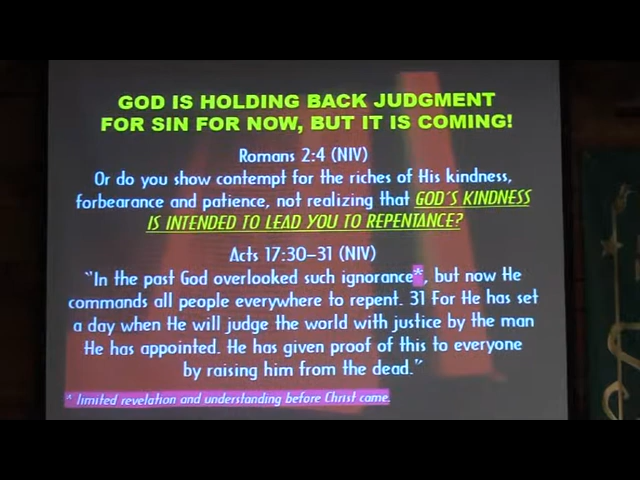 GOD IS HOLDING BACK JUDGMENT
FOR SIN FOR NOW, BUT IT IS COMING!
Romans 2:4 (NIV)
Or do you show contempt for the riches of His kindness,
forbearance and patience, not realizing that GOD'S KINDNESS
IS INTENDED TO LEAD YOU TO REPENTANCE?
Acts 17:30-31 (NIV)
"In the past God overlooked such ignorance*, but now He
commands all people everywhere to repent. 31 For He has set
a day when He will judge the world with justice by the man
He has appointed. He has given proof of this to everyone
by raising him from the dead."
* limited revelation and understanding before Christ came.